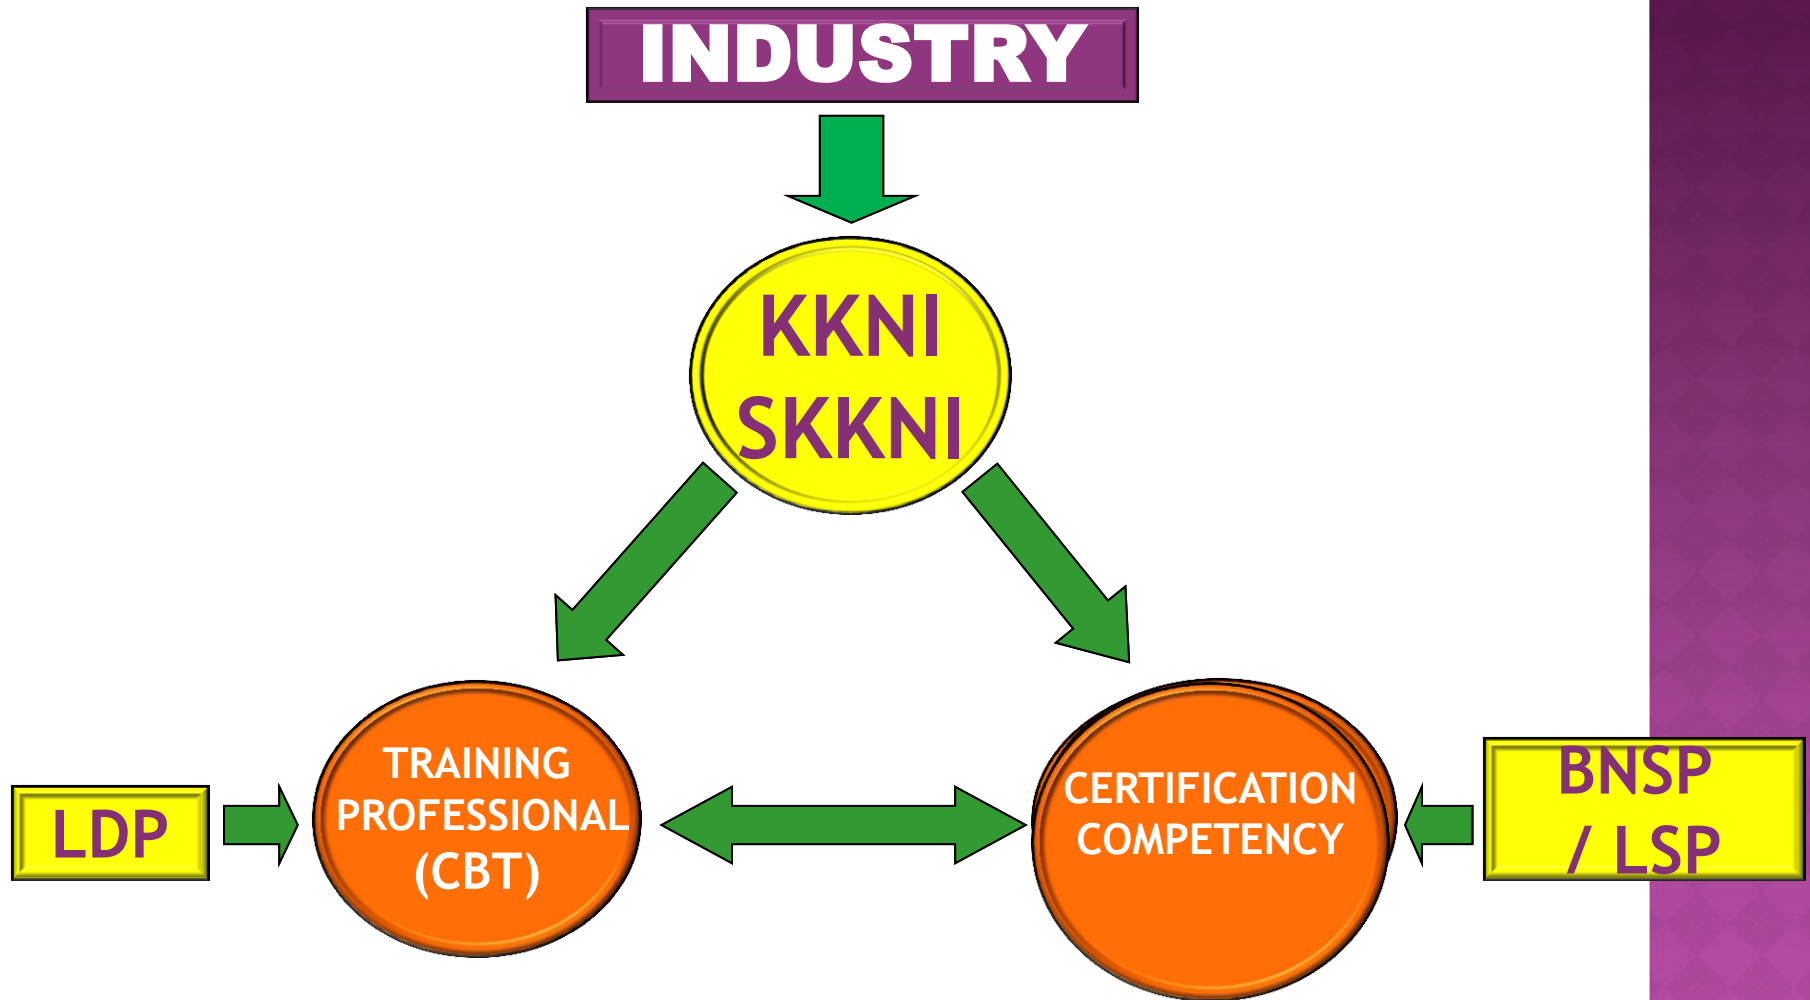 INDUSTRY
KKNI
SKKNI
TRAINING
PROFESSIONAL
(CBT)
CERTIFICATION
COMPETENCY
LDP
BNSP
/ LSP